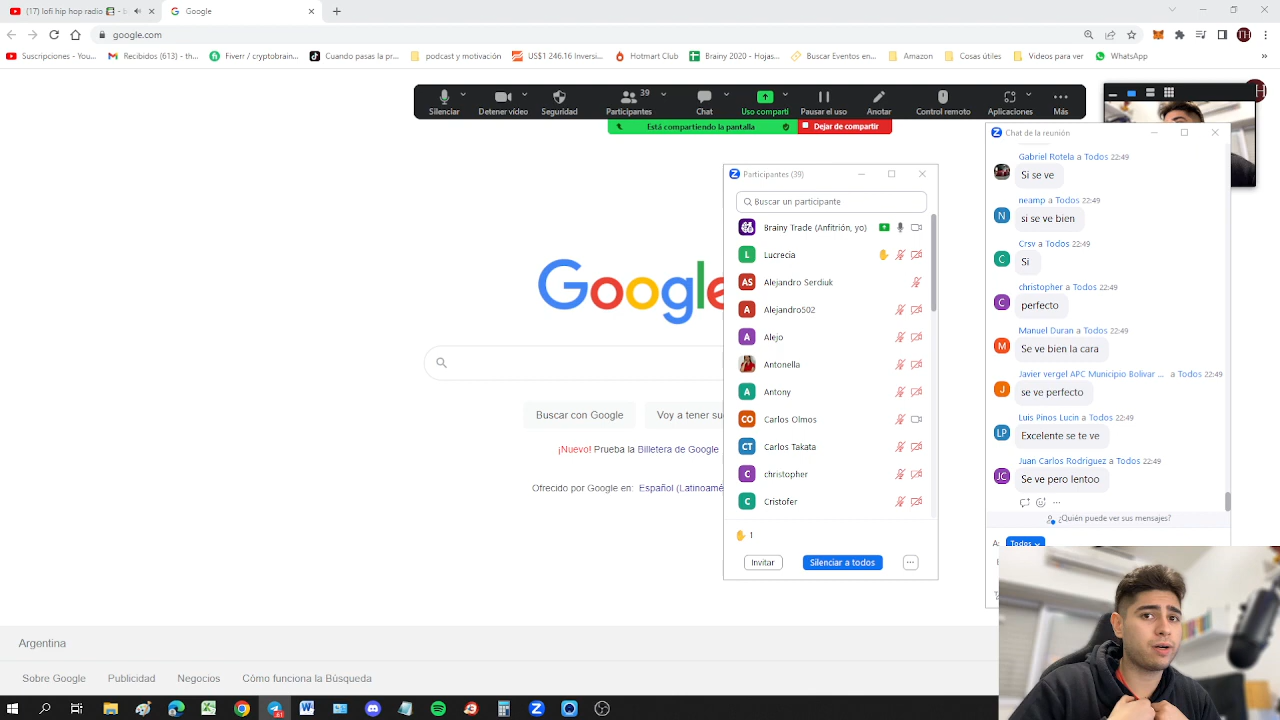 (17) lofi hip hop radio
Google
google.com
Suscripciones - You...
Recibidos (613) - th...
Fiverr / cryptobrain...
Cuando pasas la pr...
podcast y motivación
US$1 246.16 Inversi...
Hotmart Club
Brainy 2020 - Hojas...
Buscar Eventos en...
Amazon
Cosas útiles
Videos para ver
WhatsApp
»
Silenciar
Detener video
Seguridad
Participantes
39
Chat
Uso comparti
Pausar el uso
Anotar
Control remoto
Aplicaciones
Más
Está compartiendo la pantalla
Dejar de compartir
Google
Buscar con Google
Voy a tener su
¡Nuevo! Prueba la Billetera de Google
Ofrecido por Google en: Español (Latinoamé
Argentina
Sobre Google
Publicidad
Negocios
Cómo funciona la Búsqueda
Participantes (39)
Buscar un participante
Brainy Trade (Anfitrión, yo)
L Lucrecia
AS Alejandro Serdiuk
A Alejandro502
A Alejo
Antonella
A Antony
CO Carlos Olmos
CT Carlos Takata
C christopher
C Cristofer
1
Invitar
Silenciar a todos
Chat de la reunión
Gabriel Rotela a Todos 22:49
Si se ve
neamp a Todos 22:49
N si se ve bien
Crsv a Todos 22:49
C Si
christopher a Todos 22:49
C perfecto
Manuel Duran a Todos 22:49
M Se ve bien la cara
Javier vergel APC Municipio Bolivar ... a Todos 22:49
J se ve perfecto
Luis Pinos Lucin a Todos 22:49
LP Excelente se te ve
Juan Carlos Rodriguez a Todos 22:49
JC Se ve pero lentoo
¿Quién puede ver sus mensajes?
Todos